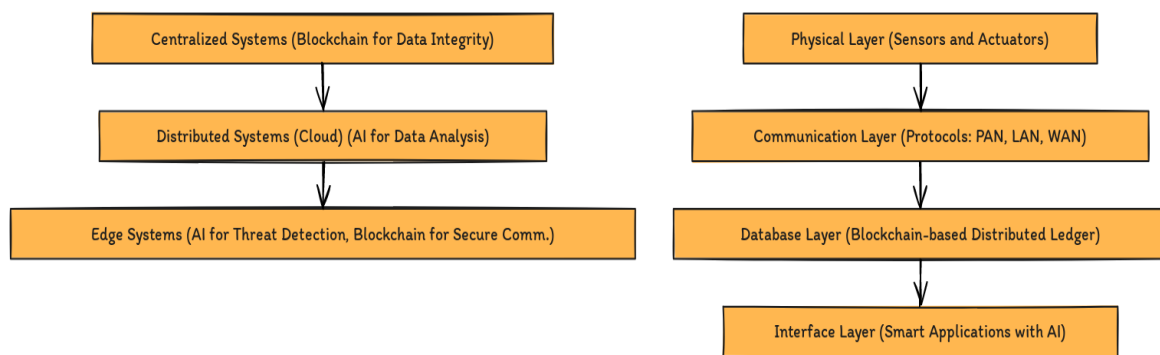 Centralized Systems (Blockchain for Data Integrity)
Distributed Systems (Cloud) (AI for Data Analysis)
Edge Systems (AI for Threat Detection, Blockchain for Secure Comm.)
Physical Layer (Sensors and Actuators)
Communication Layer (Protocols: PAN, LAN, WAN)
Database Layer (Blockchain-based Distributed Ledger)
Interface Layer (Smart Applications with AI)